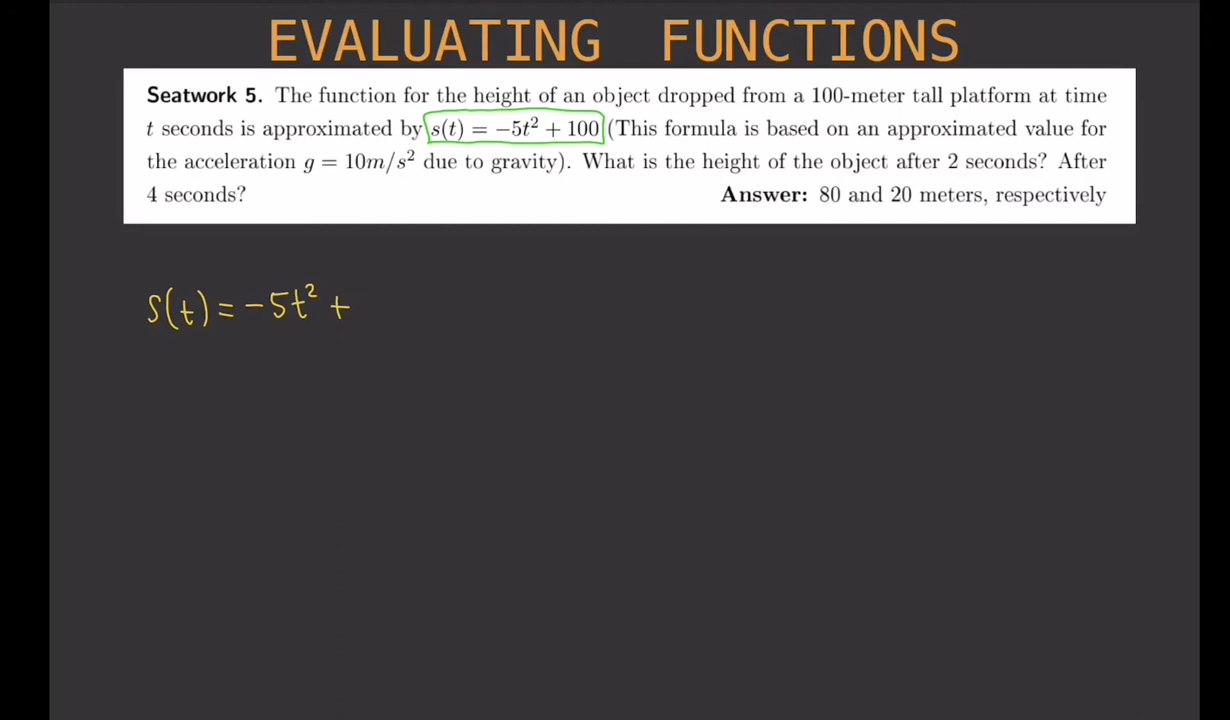 EVALUATING FUNCTIONS
Seatwork 5. The function for the height of an object dropped from a 100-meter tall platform at time
t seconds is approximated by s(t) = −5t² + 100 (This formula is based on an approximated value for
the acceleration g = 10m/s² due to gravity). What is the height of the object after 2 seconds? After
4 seconds? Answer: 80 and 20 meters, respectively
s(t) = −5t² +